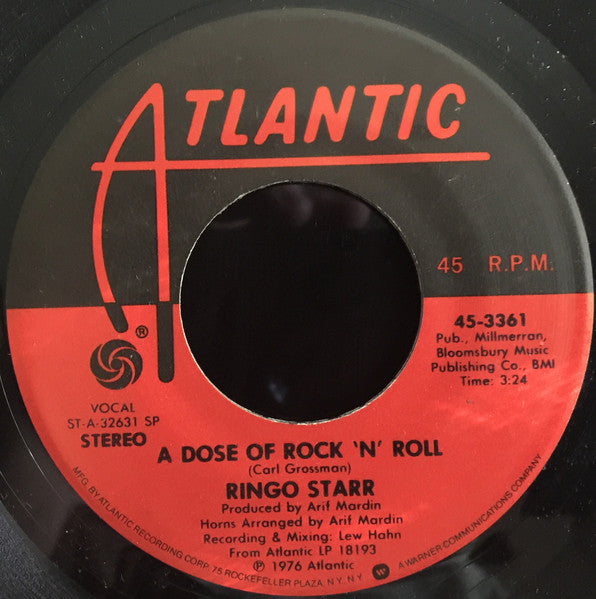 ATLANTIC
®
45 R.P.M.
45-3361
Pub., Millmerran,
Bloomsbury Music
Publishing Co., BMI
Time: 3:24
VOCAL
ST-A-32631 SP
STEREO
A DOSE OF ROCK 'N' ROLL
(Carl Grossman)
RINGO STARR
Produced by Arif Mardin
Horns Arranged by Arif Mardin
Recording & Mixing: Lew Hahn
From Atlantic LP 18193
℗ 1976 Atlantic
MFG. BY ATLANTIC RECORDING CORP. 75 ROCKEFELLER PLAZA, N.Y. N.Y. A WARNER COMMUNICATIONS COMPANY